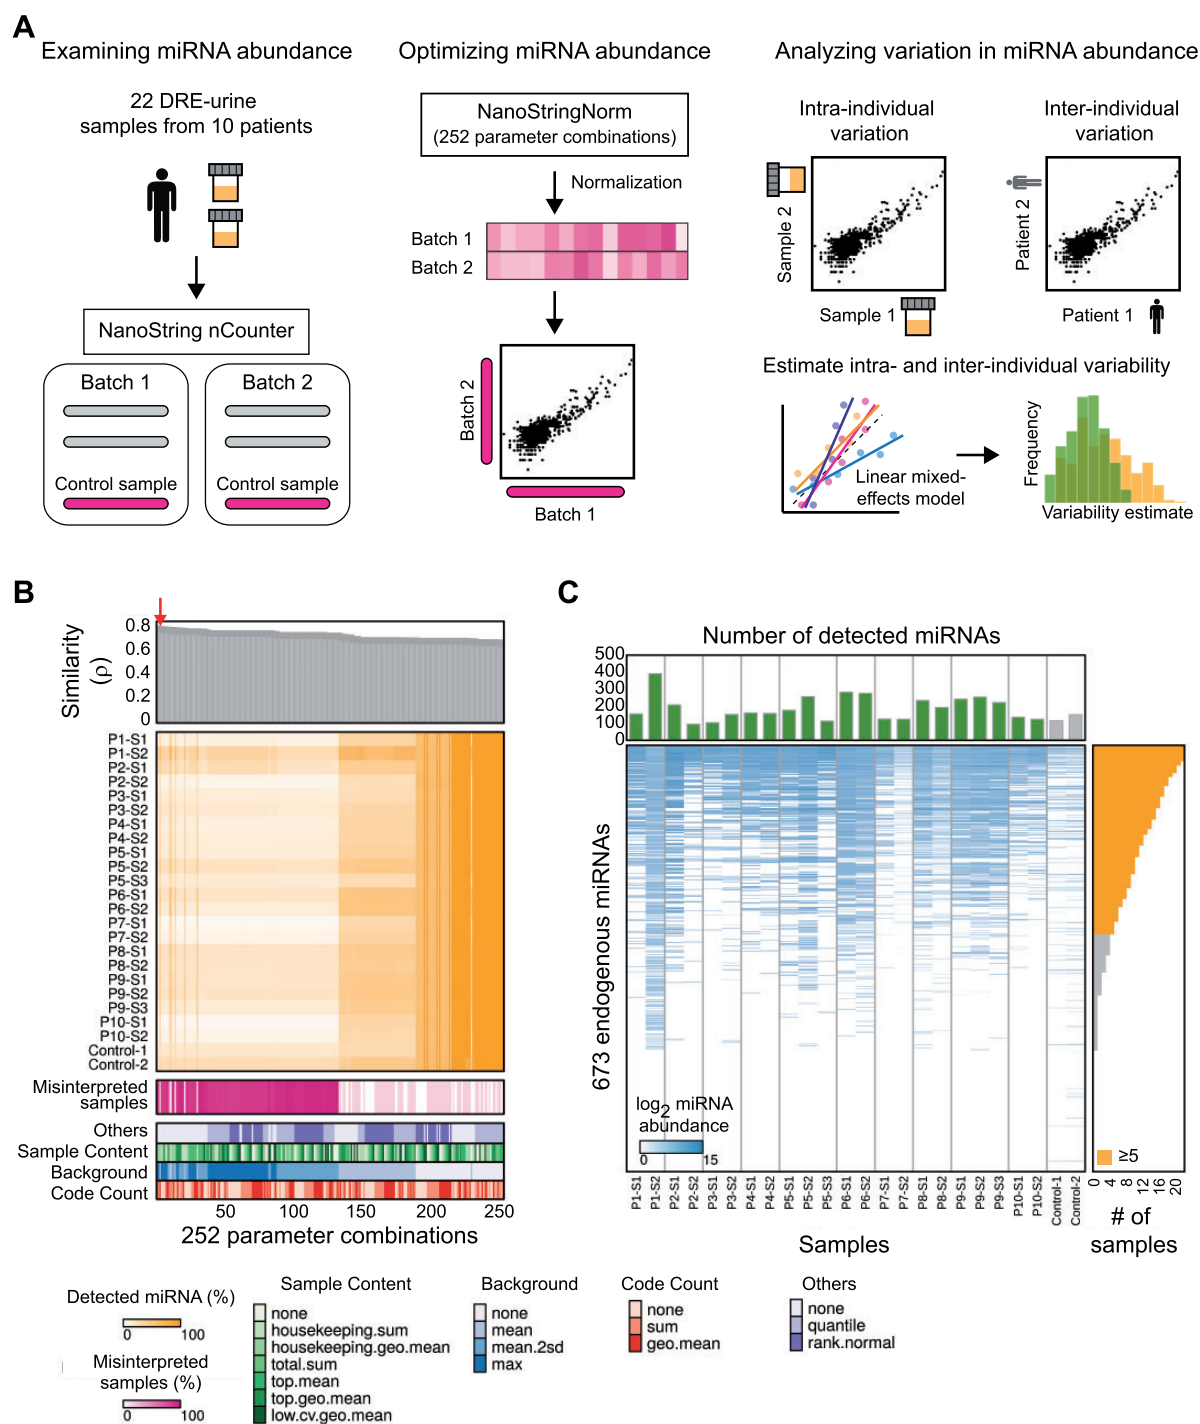 A
Examining miRNA abundance
22 DRE-urine
samples from 10 patients
NanoString nCounter
Batch 1
Batch 2
Control sample
Control sample
Optimizing miRNA abundance
NanoStringNorm
(252 parameter combinations)
Normalization
Batch 1
Batch 2
Batch 2
Batch 1
Analyzing variation in miRNA abundance
Intra-individual
variation
Inter-individual
variation
Sample 2
Sample 1
Patient 2
Patient 1
Estimate intra- and inter-individual variability
Linear mixed-
effects model
Frequency
Variability estimate
B
Similarity
(ρ)
0.8
0.6
0.4
0.2
0
P1-S1
P1-S2
P2-S1
P2-S2
P3-S1
P3-S2
P4-S1
P4-S2
P5-S1
P5-S2
P5-S3
P6-S1
P6-S2
P7-S1
P7-S2
P8-S1
P8-S2
P9-S1
P9-S2
P9-S3
P10-S1
P10-S2
Control-1
Control-2
Misinterpreted
samples
Others
Sample Content
Background
Code Count
50 100 150 200 250
252 parameter combinations
C
Number of detected miRNAs
500
400
300
200
100
0
673 endogenous miRNAs
log2 miRNA
abundance
0 15
P1-S1 P1-S2 P2-S1 P2-S2 P3-S1 P3-S2 P4-S1 P4-S2 P5-S1 P5-S2 P5-S3 P6-S1 P6-S2 P7-S1 P7-S2 P8-S1 P8-S2 P9-S1 P9-S2 P9-S3 P10-S1 P10-S2 Control-1 Control-2
Samples
≥5
0 4 8 12 16 20
# of
samples
Detected miRNA (%)
0 100
Misinterpreted
samples (%)
0 100
Sample Content
none
housekeeping.sum
housekeeping.geo.mean
total.sum
top.mean
top.geo.mean
low.cv.geo.mean
Background
none
mean
mean.2sd
max
Code Count
none
sum
geo.mean
Others
none
quantile
rank.normal